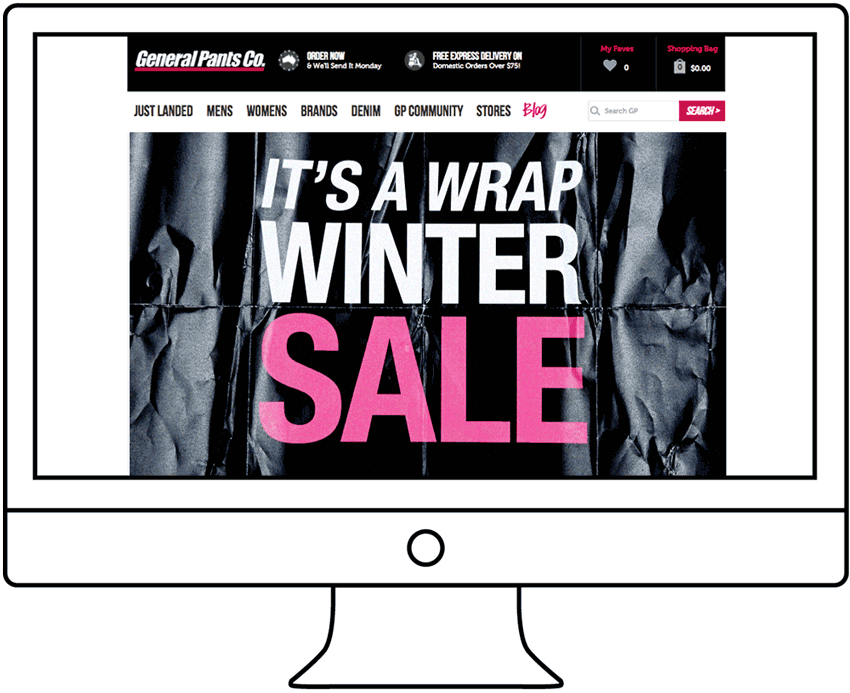 General Pants Co.
ORDER NOW
& We'll Send It Monday
FREE EXPRESS DELIVERY ON
Domestic Orders Over $75!
My Faves
0
Shopping Bag
0 $0.00
JUST LANDED MENS WOMENS BRANDS DENIM GP COMMUNITY STORES Blog
Search GP
SEARCH >
IT'S A WRAP
WINTER
SALE